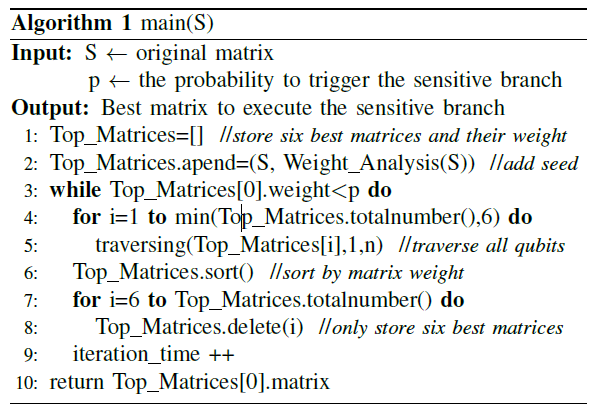 Algorithm 1 main(S)
Input: S ← original matrix
p ← the probability to trigger the sensitive branch
Output: Best matrix to execute the sensitive branch
1: Top_Matrices=[] //store six best matrices and their weight
2: Top_Matrices.apend=(S, Weight_Analysis(S)) //add seed
3: while Top_Matrices[0].weight<p do
4: for i=1 to min(Top_Matrices.totalnumber(),6) do
5: traversing(Top_Matrices[i],1,n) //traverse all qubits
6: Top_Matrices.sort() //sort by matrix weight
7: for i=6 to Top_Matrices.totalnumber() do
8: Top_Matrices.delete(i) //only store six best matrices
9: iteration_time ++
10: return Top_Matrices[0].matrix